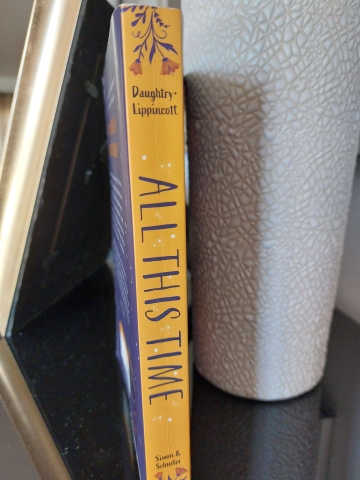 Daughtry •
Lippincott
ALL THIS TIME
Simon &
Schuster